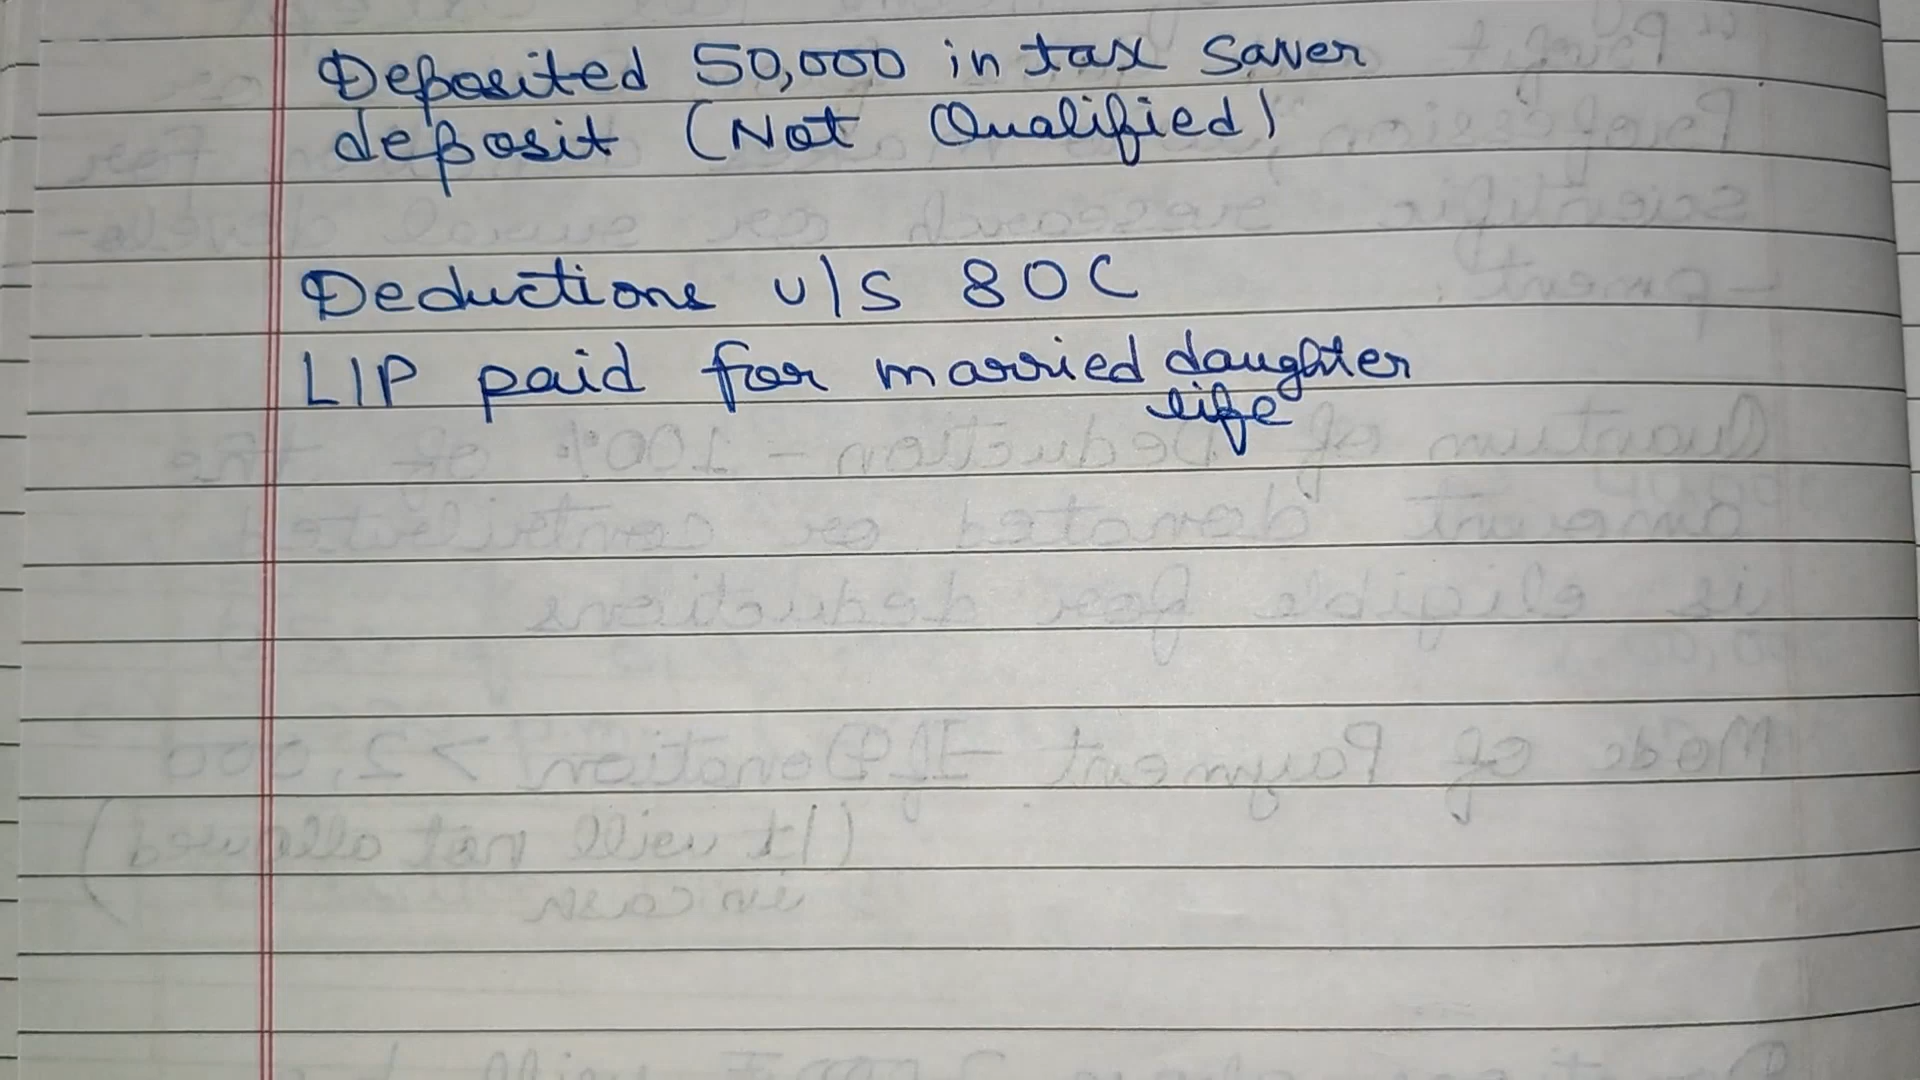 Deposited 50,000 in tax saver
deposit (Not Qualified)
Deductions u/s 80C
LIP paid for married daughter
life